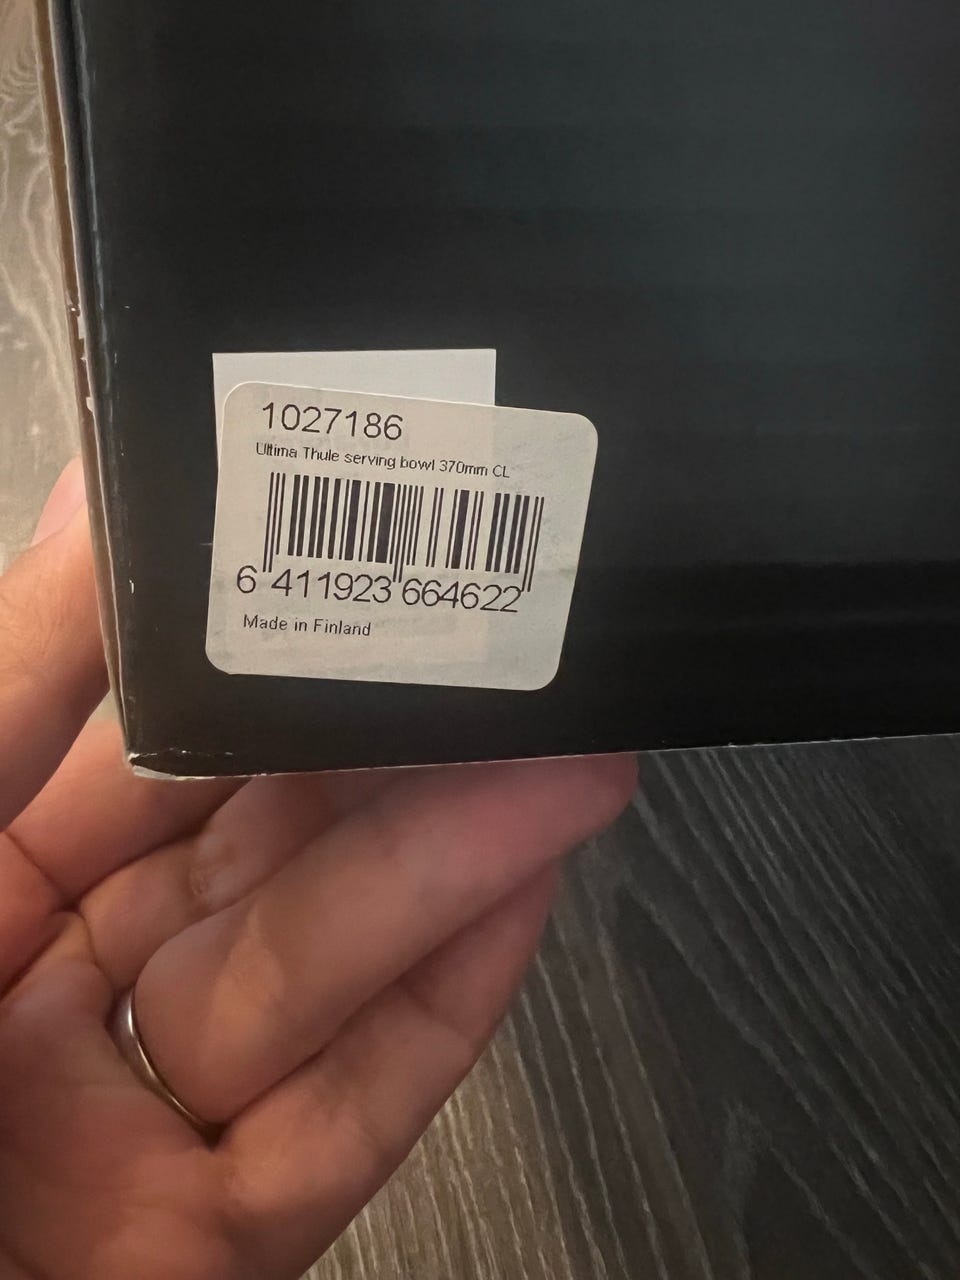 1027186
Ultima Thule serving bowl 370mm CL
6 411923 664622
Made in Finland